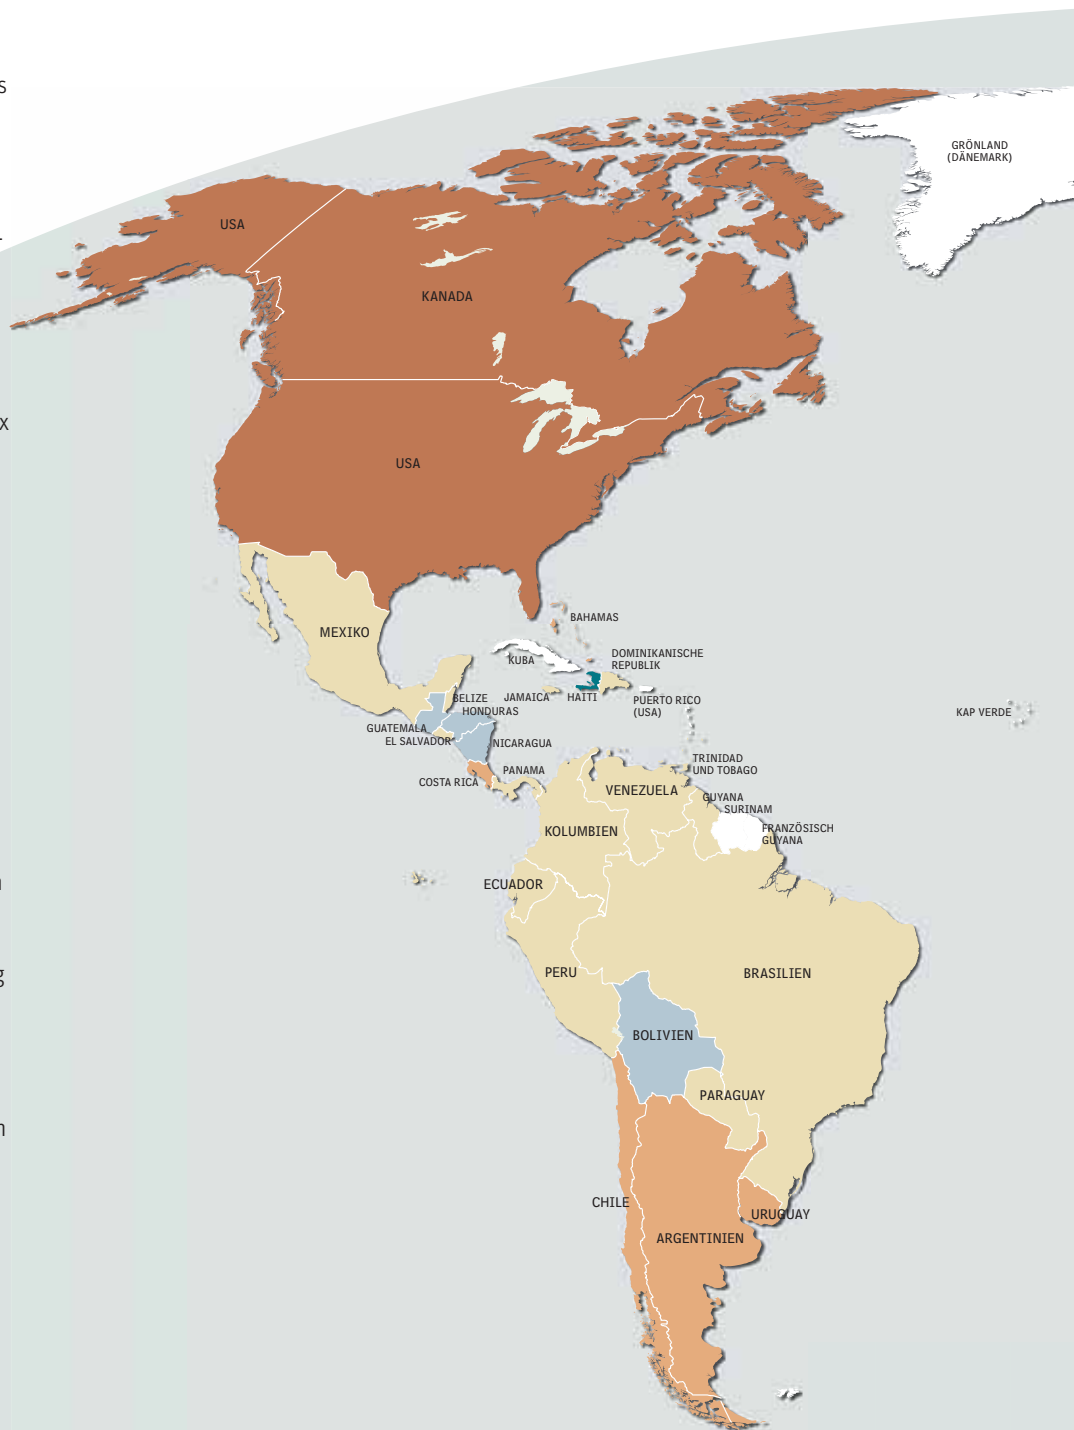 S
GRÖNLAND
(DÄNEMARK)
USA
KANADA
X
USA
BAHAMAS
MEXIKO
KUBA
DOMINIKANISCHE
REPUBLIK
BELIZE
JAMAICA
HAITI
PUERTO RICO
(USA)
HONDURAS
KAP VERDE
GUATEMALA
EL SALVADOR
NICARAGUA
TRINIDAD
UND TOBAGO
COSTA RICA
PANAMA
VENEZUELA
GUYANA
SURINAM
KOLUMBIEN
FRANZÖSISCH
GUYANA
ECUADOR
PERU
g
BRASILIEN
BOLIVIEN
PARAGUAY
n
CHILE
URUGUAY
ARGENTINIEN